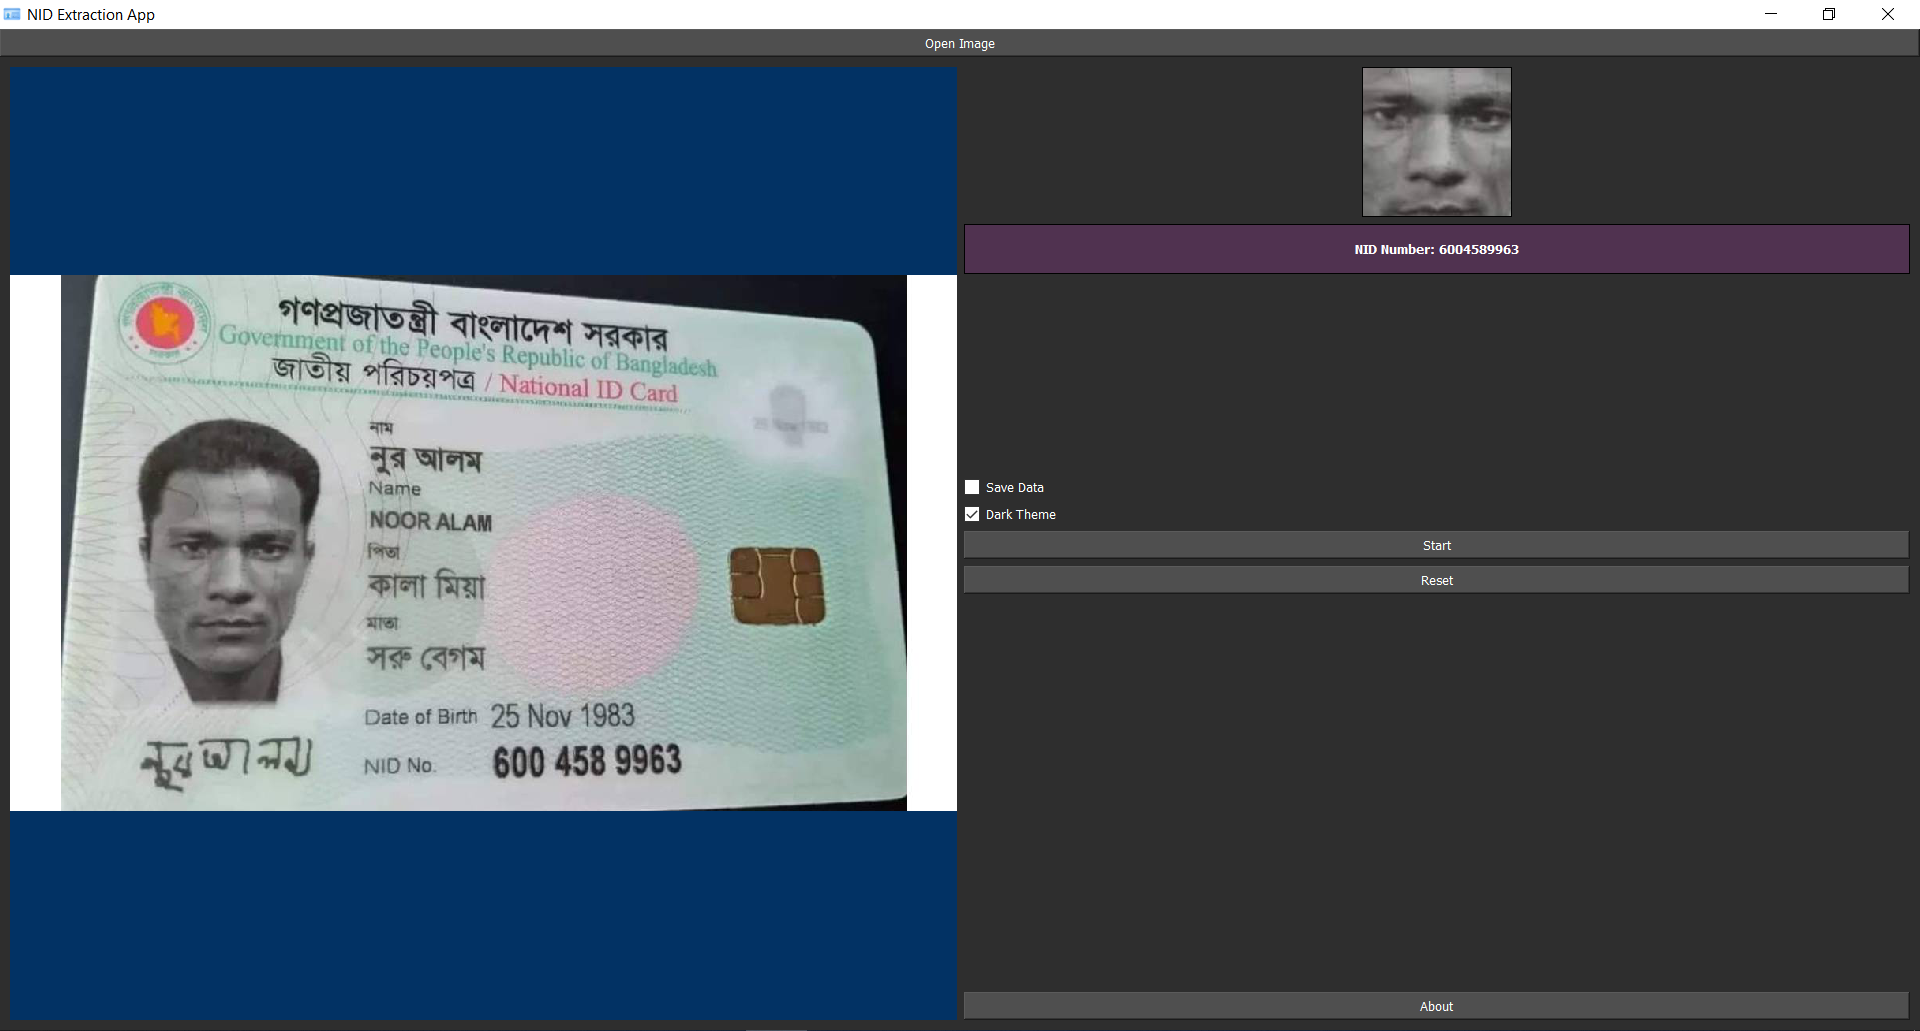 NID Extraction App
Open Image
গণপ্রজাতন্ত্রী বাংলাদেশ সরকার
Government of the People's Republic of Bangladesh
জাতীয় পরিচয়পত্র / National ID Card
নাম
নুর আলম
Name
NOOR ALAM
পিতা
কালা মিয়া
মাতা
সরু বেগম
Date of Birth 25 Nov 1983
NID No. 600 458 9963
নুর আলম
NID Number: 6004589963
Save Data
Dark Theme
Start
Reset
About